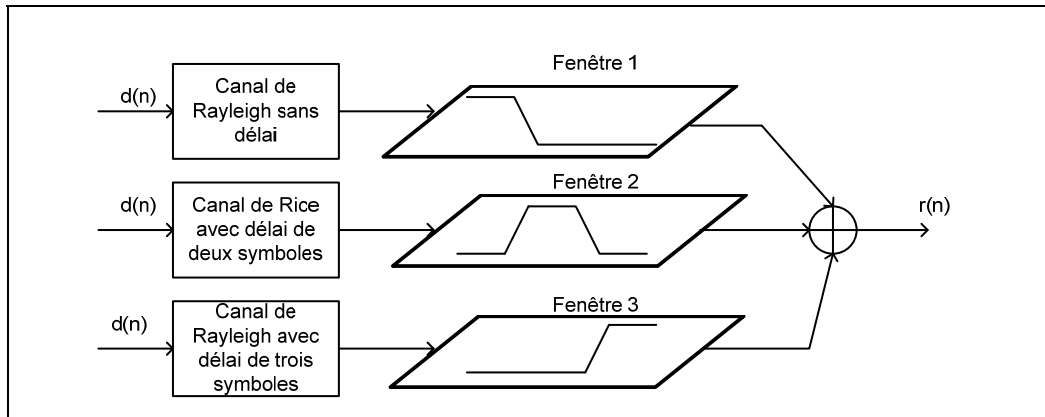 Fenêtre 1
d(n)
Canal de
Rayleigh sans
délai
Fenêtre 2
d(n)
Canal de Rice
avec délai de
deux symboles
r(n)
Fenêtre 3
d(n)
Canal de
Rayleigh avec
délai de trois
symboles